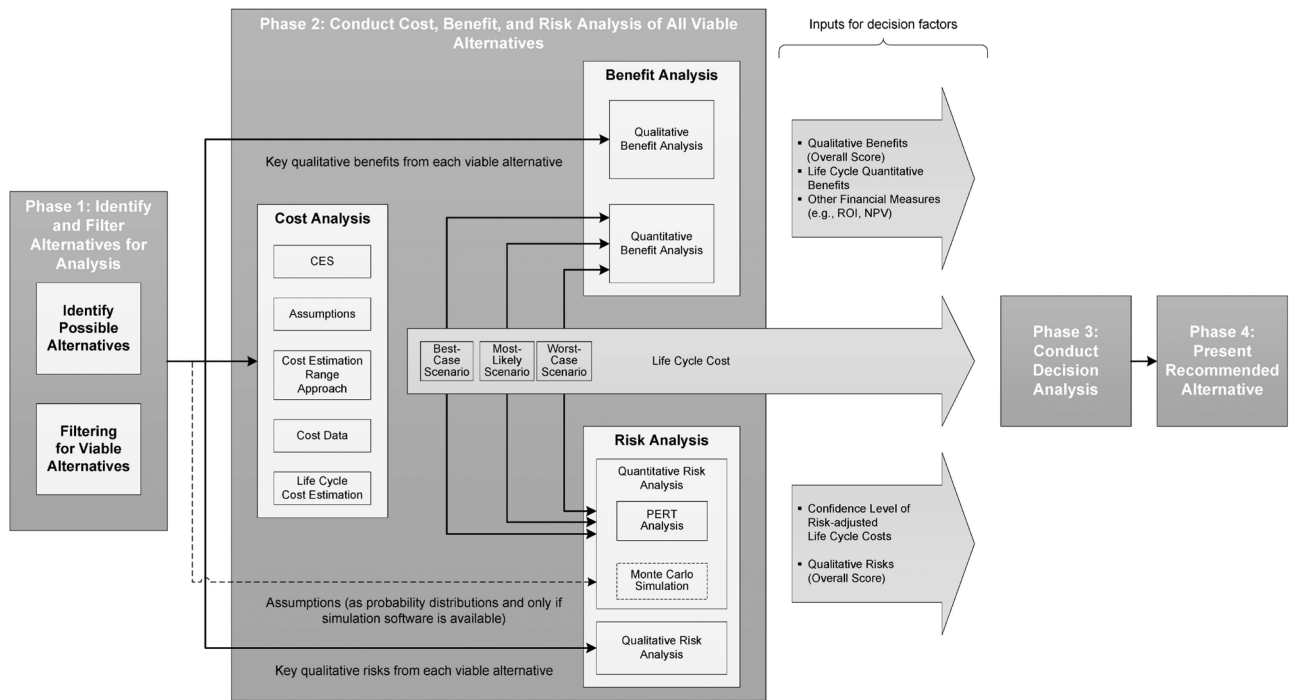 Phase 2: Conduct Cost, Benefit, and Risk Analysis of All Viable
Alternatives
Inputs for decision factors
Benefit Analysis
Qualitative
Benefit Analysis
Key qualitative benefits from each viable alternative
Quantitative
Benefit Analysis
▪ Qualitative Benefits
(Overall Score)
▪ Life Cycle Quantitative
Benefits
▪ Other Financial Measures
(e.g., ROI, NPV)
Phase 1: Identify
and Filter
Alternatives for
Analysis
Identify
Possible
Alternatives
Filtering
for Viable
Alternatives
Cost Analysis
CES
Assumptions
Cost Estimation
Range
Approach
Cost Data
Life Cycle
Cost Estimation
Best-
Case
Scenario
Most-
Likely
Scenario
Worst-
Case
Scenario
Life Cycle Cost
Phase 3:
Conduct
Decision
Analysis
Phase 4:
Present
Recommended
Alternative
Risk Analysis
Quantitative Risk
Analysis
PERT
Analysis
Monte Carlo
Simulation
Assumptions (as probability distributions and only if
simulation software is available)
Qualitative Risk
Analysis
Key qualitative risks from each viable alternative
▪ Confidence Level of
Risk-adjusted
Life Cycle Costs
▪ Qualitative Risks
(Overall Score)